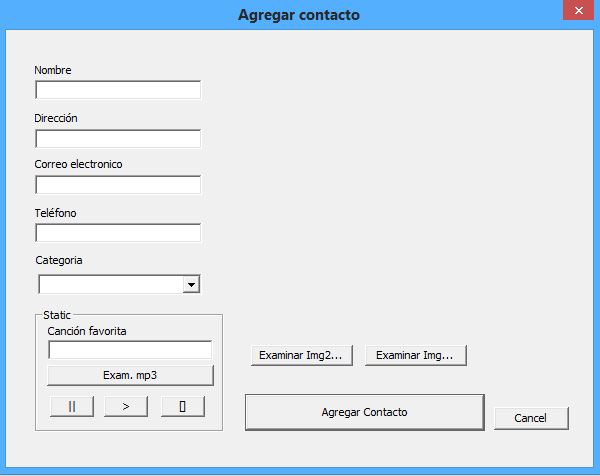 Agregar contacto
Nombre
Dirección
Correo electronico
Teléfono
Categoria
Static
Canción favorita
Exam. mp3
|| > []
Examinar Img2... Examinar Img...
Agregar Contacto
Cancel